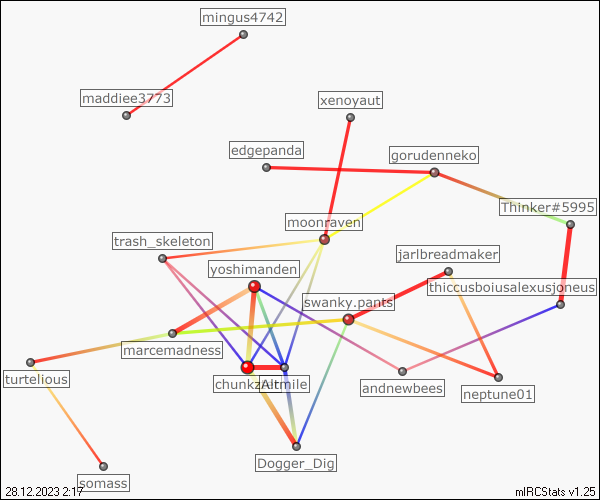 mingus4742
maddiee3773
xenoyaut
edgepanda
gorudenneko
Thinker#5995
moonraven
trash_skeleton
jarlbreadmaker
yoshimanden
thiccusboiusalexusjoneus
swanky.pants
marcemadness
turtelious
Altmile
andnewbees
neptune01
Dogger_Dig
somass
28.12.2023 2:17
mIRCStats v1.25